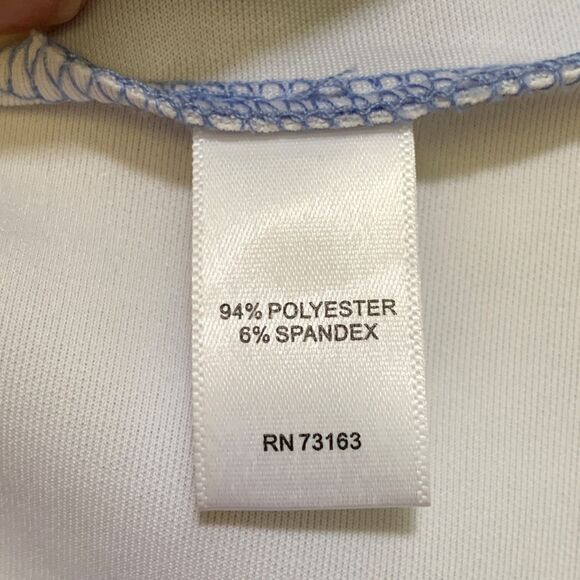 94% POLYESTER
6% SPANDEX
RN 73163